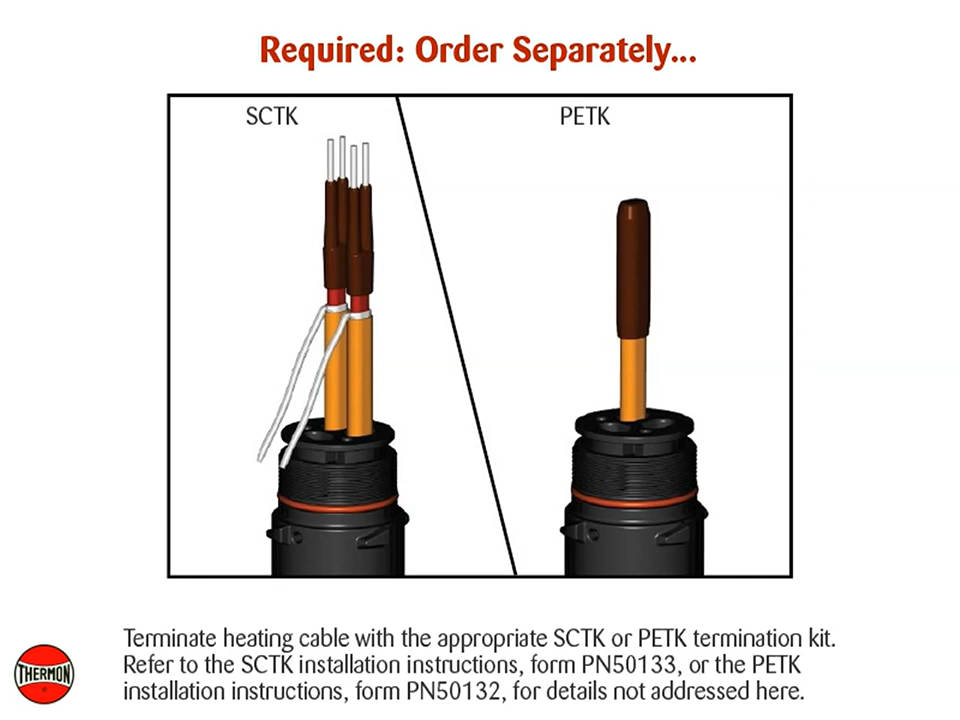 Required: Order Separately...
SCTK
PETK
Terminate heating cable with the appropriate SCTK or PETK termination kit.
Refer to the SCTK installation instructions, form PN50133, or the PETK
installation instructions, form PN50132, for details not addressed here.
THERMON
®